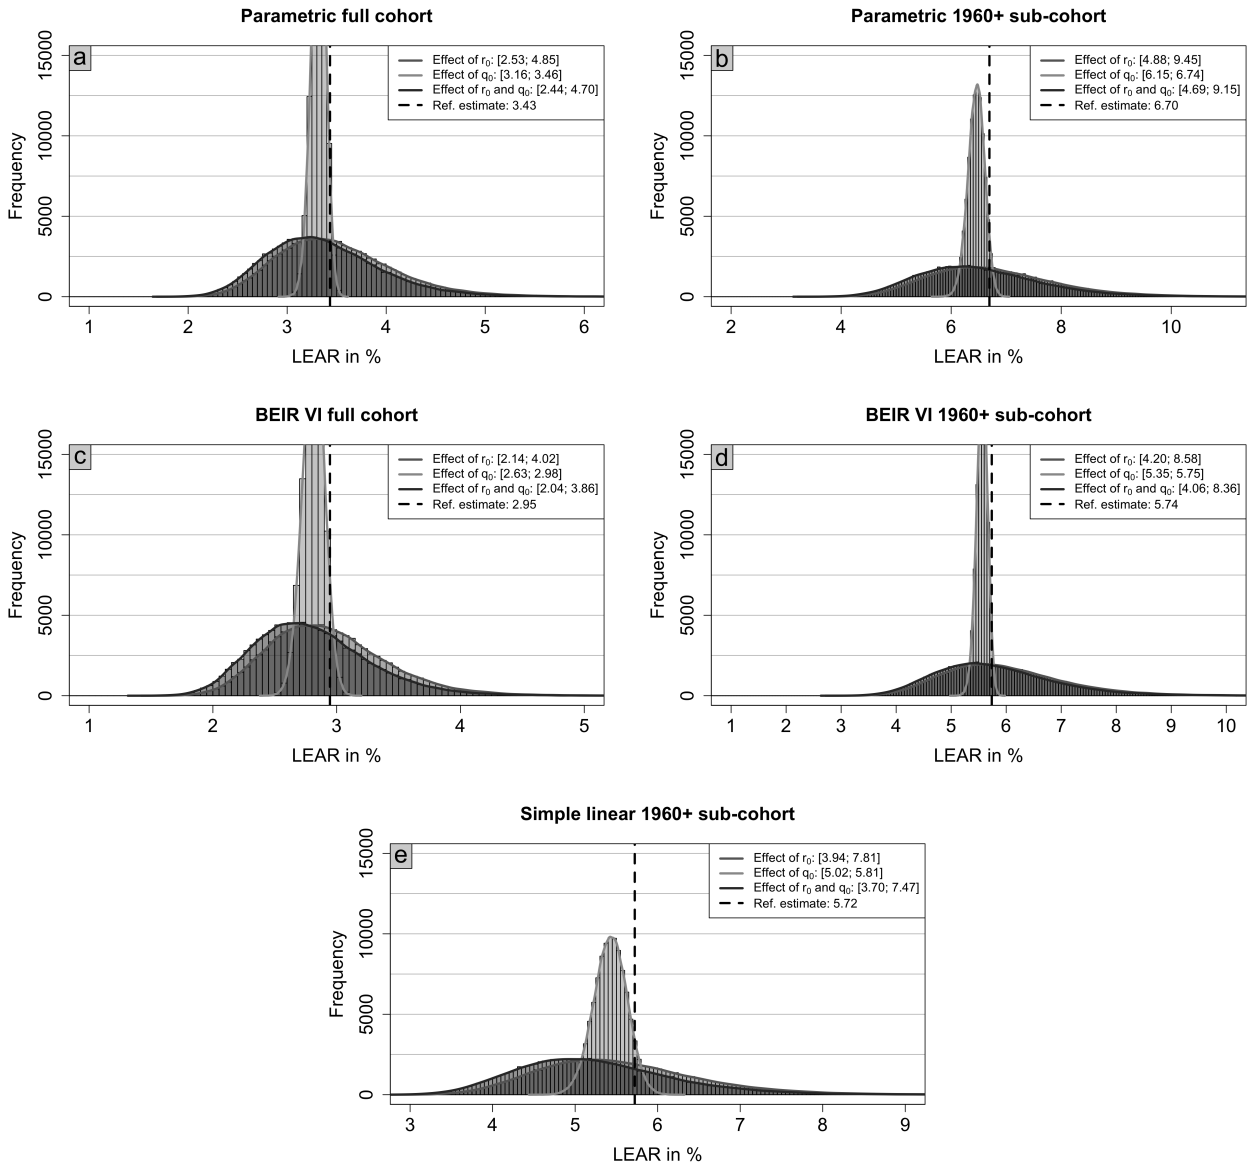 Parametric full cohort
a
Effect of r₀: [2.53; 4.85]
Effect of q₀: [3.16; 3.46]
Effect of r₀ and q₀: [2.44; 4.70]
Ref. estimate: 3.43
Frequency
0 5000 10000 15000
1 2 3 4 5 6
LEAR in %
Parametric 1960+ sub-cohort
b
Effect of r₀: [4.88; 9.45]
Effect of q₀: [6.15; 6.74]
Effect of r₀ and q₀: [4.69; 9.15]
Ref. estimate: 6.70
Frequency
0 5000 10000 15000
2 4 6 8 10
LEAR in %
BEIR VI full cohort
c
Effect of r₀: [2.14; 4.02]
Effect of q₀: [2.63; 2.98]
Effect of r₀ and q₀: [2.04; 3.86]
Ref. estimate: 2.95
Frequency
0 5000 10000 15000
1 2 3 4 5
LEAR in %
BEIR VI 1960+ sub-cohort
d
Effect of r₀: [4.20; 8.58]
Effect of q₀: [5.35; 5.75]
Effect of r₀ and q₀: [4.06; 8.36]
Ref. estimate: 5.74
Frequency
0 5000 10000 15000
1 2 3 4 5 6 7 8 9 10
LEAR in %
Simple linear 1960+ sub-cohort
e
Effect of r₀: [3.94; 7.81]
Effect of q₀: [5.02; 5.81]
Effect of r₀ and q₀: [3.70; 7.47]
Ref. estimate: 5.72
Frequency
0 5000 10000 15000
3 4 5 6 7 8 9
LEAR in %